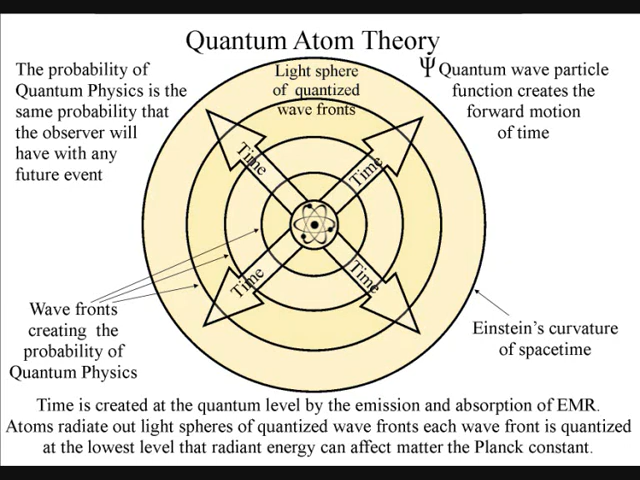 Quantum Atom Theory
The probability of
Quantum Physics is the
same probability that
the observer will
have with any
future event
Light sphere
of quantized
wave fronts
Ψ Quantum wave particle
function creates the
forward motion
of time
Time
Time
Time
Time
Wave fronts
creating the
probability of
Quantum Physics
Einstein's curvature
of spacetime
Time is created at the quantum level by the emission and absorption of EMR.
Atoms radiate out light spheres of quantized wave fronts each wave front is quantized
at the lowest level that radiant energy can affect matter the Planck constant.